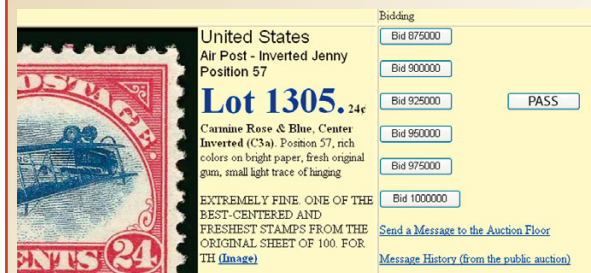 POSTAGE.
CENTS 24
United States
Air Post - Inverted Jenny
Position 57
Lot 1305. 24¢
Carmine Rose & Blue, Center
Inverted (C3a). Position 57, rich
colors on bright paper, fresh original
gum, small light trace of hinging
EXTREMELY FINE. ONE OF THE
BEST-CENTERED AND
FRESHEST STAMPS FROM THE
ORIGINAL SHEET OF 100. FOR
TH (Image)
Bidding
Bid 875000
Bid 900000
Bid 925000
PASS
Bid 950000
Bid 975000
Bid 1000000
Send a Message to the Auction Floor
Message History (from the public auction)